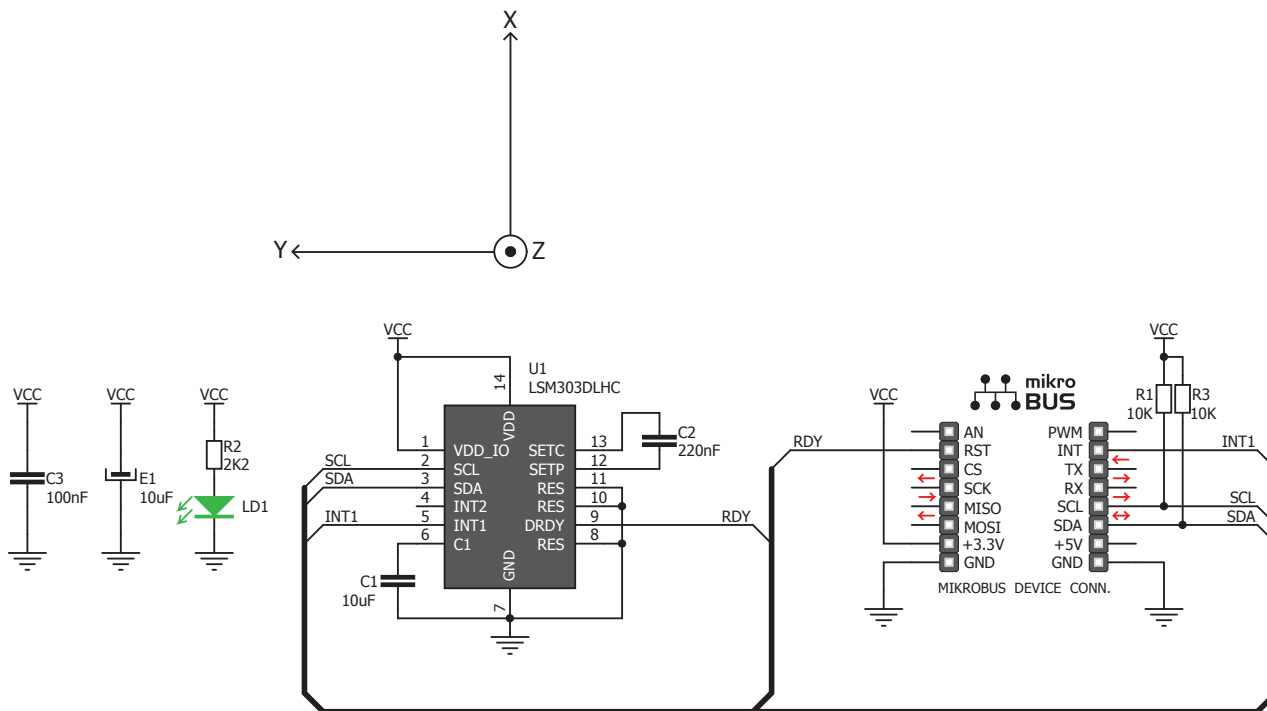 X
Y
Z
VCC
C3
100nF
VCC
E1
10uF
VCC
R2
2K2
LD1
VCC
U1
LSM303DLHC
14
VDD
1 VDD_IO SETC 13
2 SCL SETP 12
3 SDA RES 11
4 INT2 RES 10
5 INT1 DRDY 9
6 C1 RES 8
GND
7
SCL
SDA
INT1
C1
10uF
C2
220nF
RDY
RDY
VCC
mikro
BUS
AN PWM
RST INT
CS TX
SCK RX
MISO SCL
MOSI SDA
+3.3V +5V
GND GND
MIKROBUS DEVICE CONN.
VCC
R1
10K
R3
10K
INT1
SCL
SDA